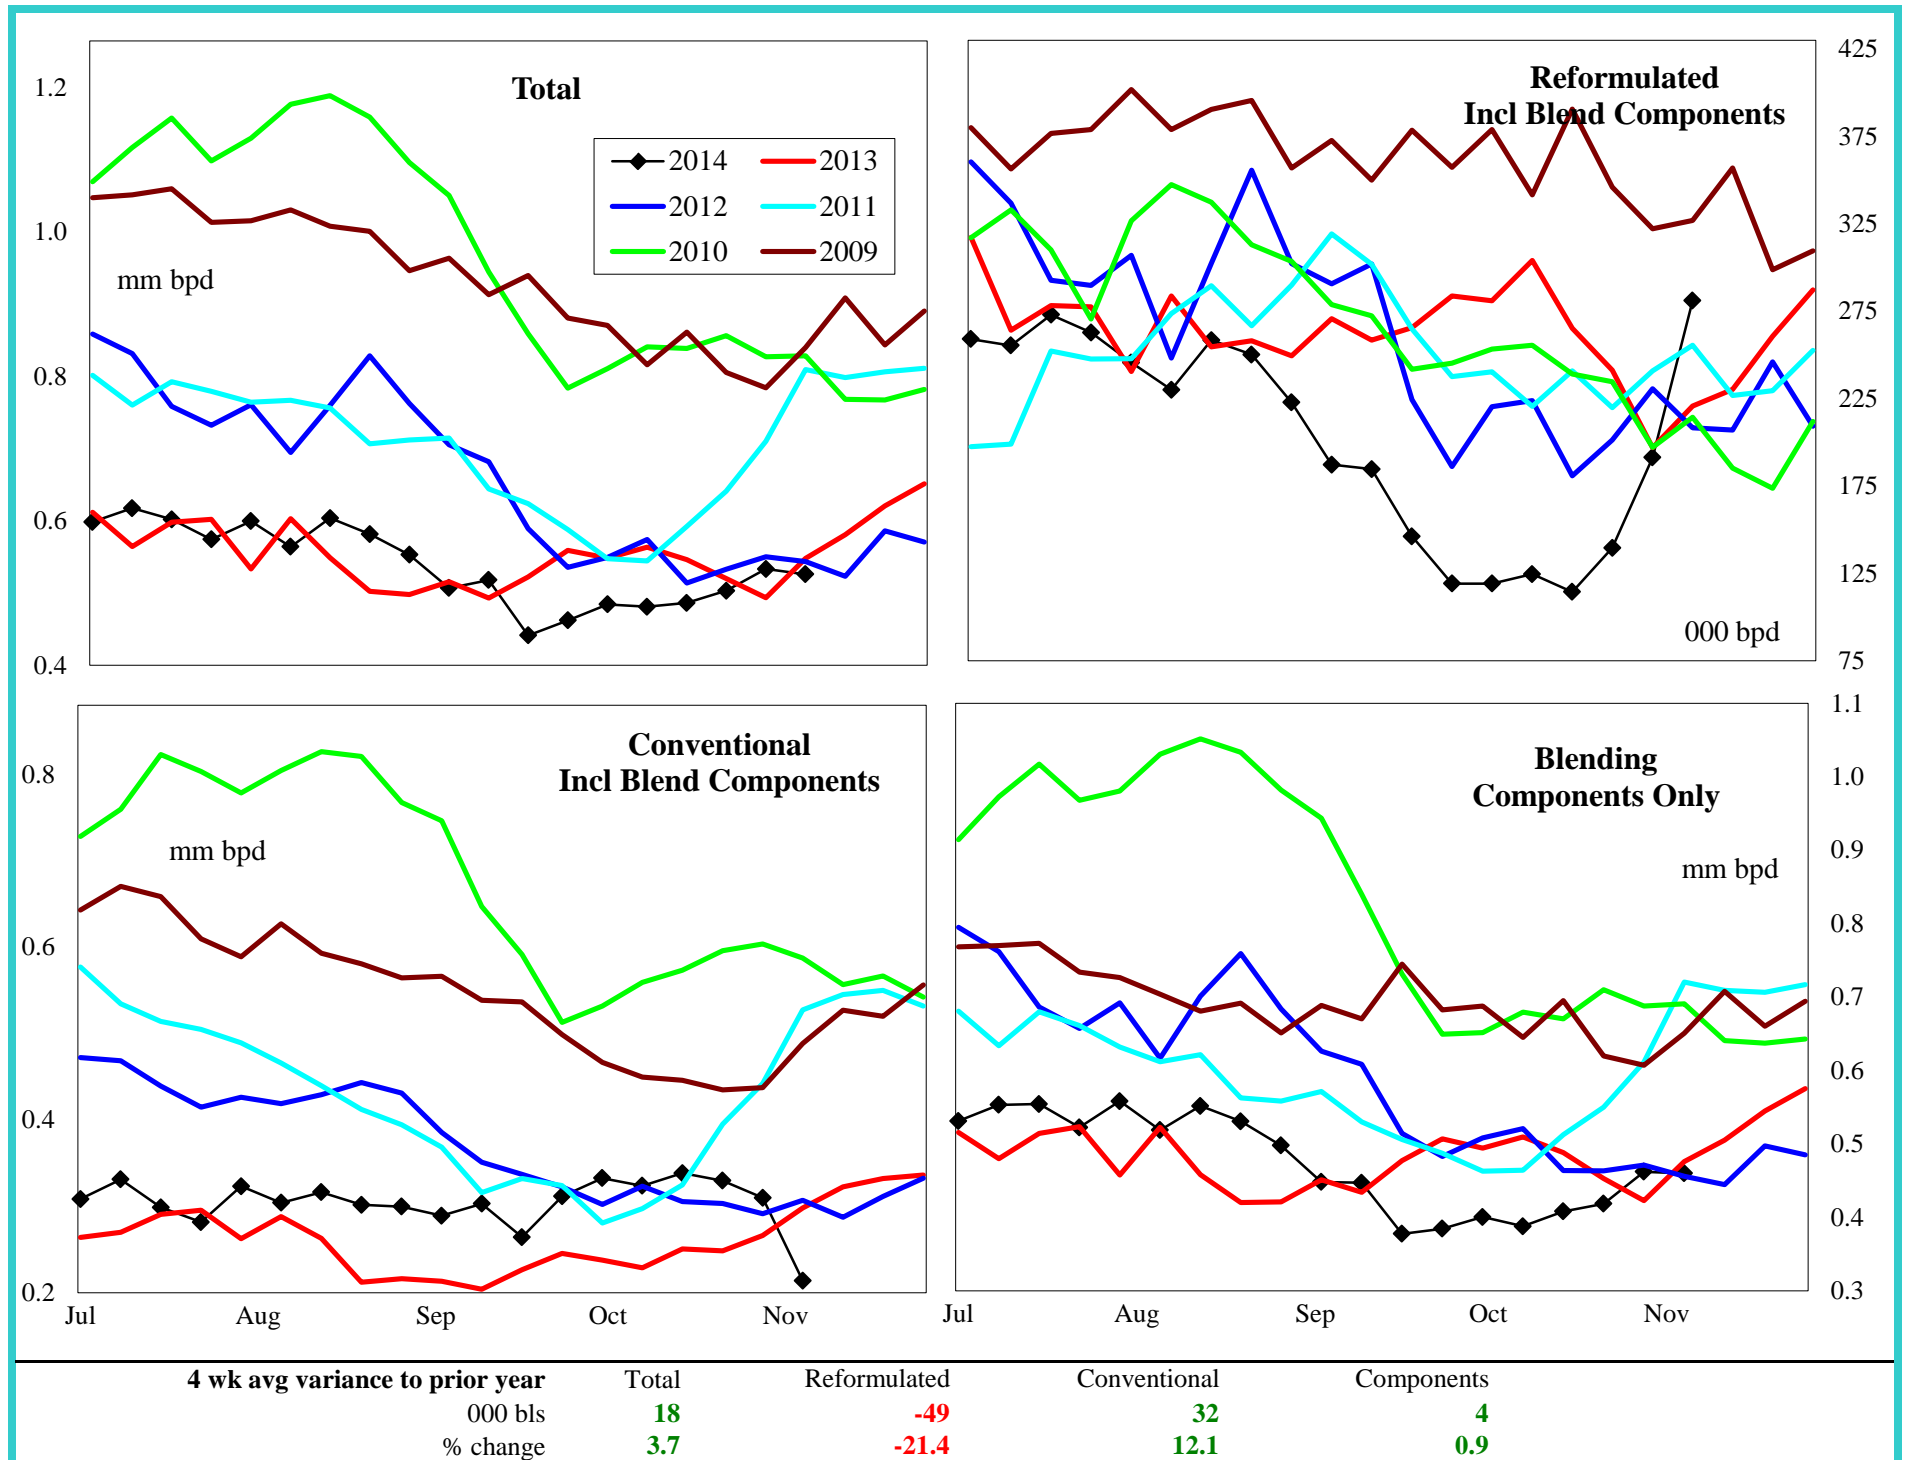 Total
1.2
1.0
0.8
0.6
0.4
mm bpd
2014 2013
2012 2011
2010 2009
Reformulated
Incl Blend Components
425
375
325
275
225
175
125
75
000 bpd
Conventional
Incl Blend Components
mm bpd
0.8
0.6
0.4
0.2
Jul Aug Sep Oct Nov
Blending
Components Only
mm bpd
1.1
1.0
0.9
0.8
0.7
0.6
0.5
0.4
0.3
Jul Aug Sep Oct Nov
4 wk avg variance to prior year Total Reformulated Conventional Components
000 bls 18 -49 32 4
% change 3.7 -21.4 12.1 0.9